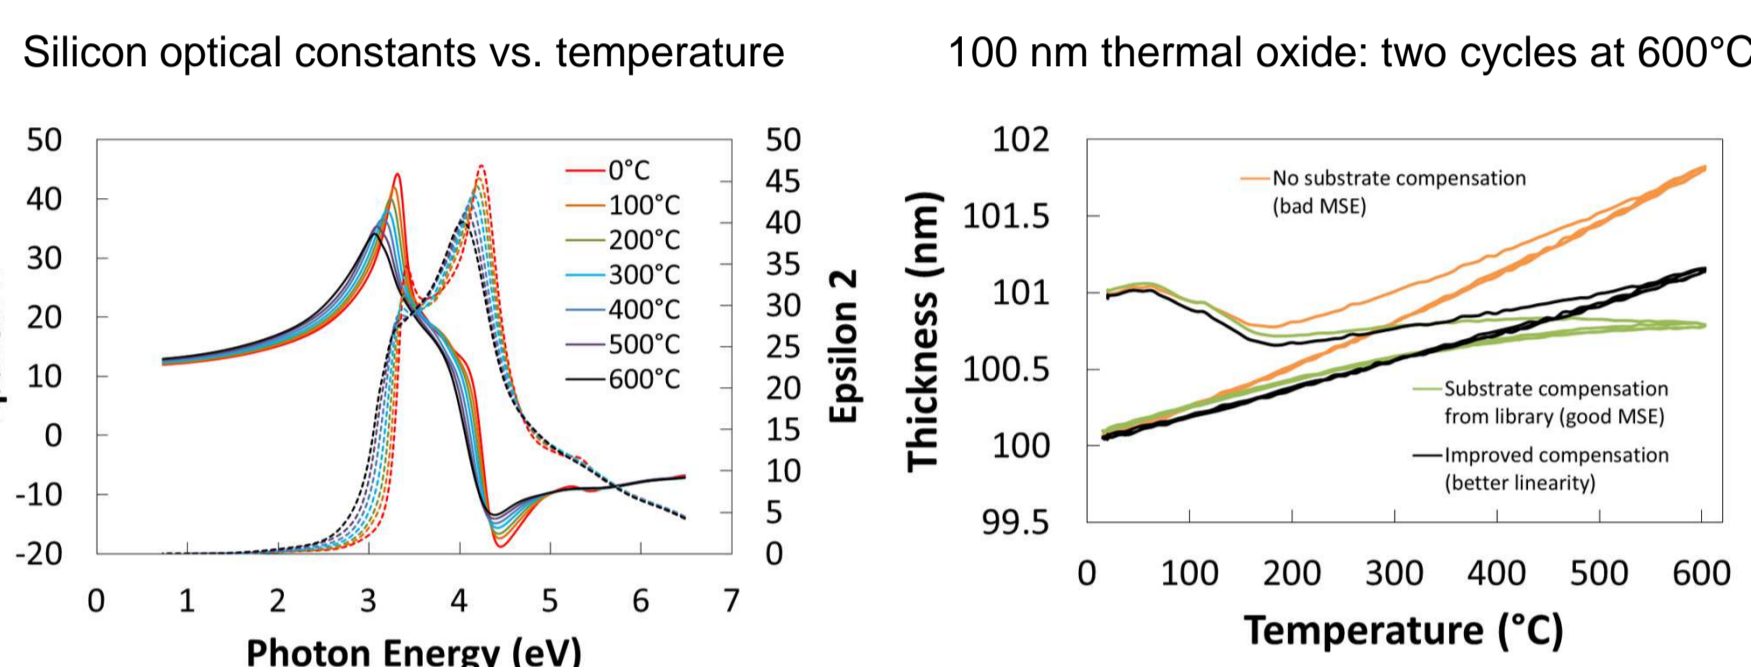 Silicon optical constants vs. temperature
50
40
30
20
10
0
-10
-20
50
45
40
35
30
25
20
15
10
5
0
0°C
100°C
200°C
300°C
400°C
500°C
600°C
Epsilon 2
0 1 2 3 4 5 6 7
Photon Energy (eV)
100 nm thermal oxide: two cycles at 600°C
Thickness (nm)
102
101.5
101
100.5
100
99.5
No substrate compensation
(bad MSE)
Substrate compensation
from library (good MSE)
Improved compensation
(better linearity)
0 100 200 300 400 500 600
Temperature (°C)